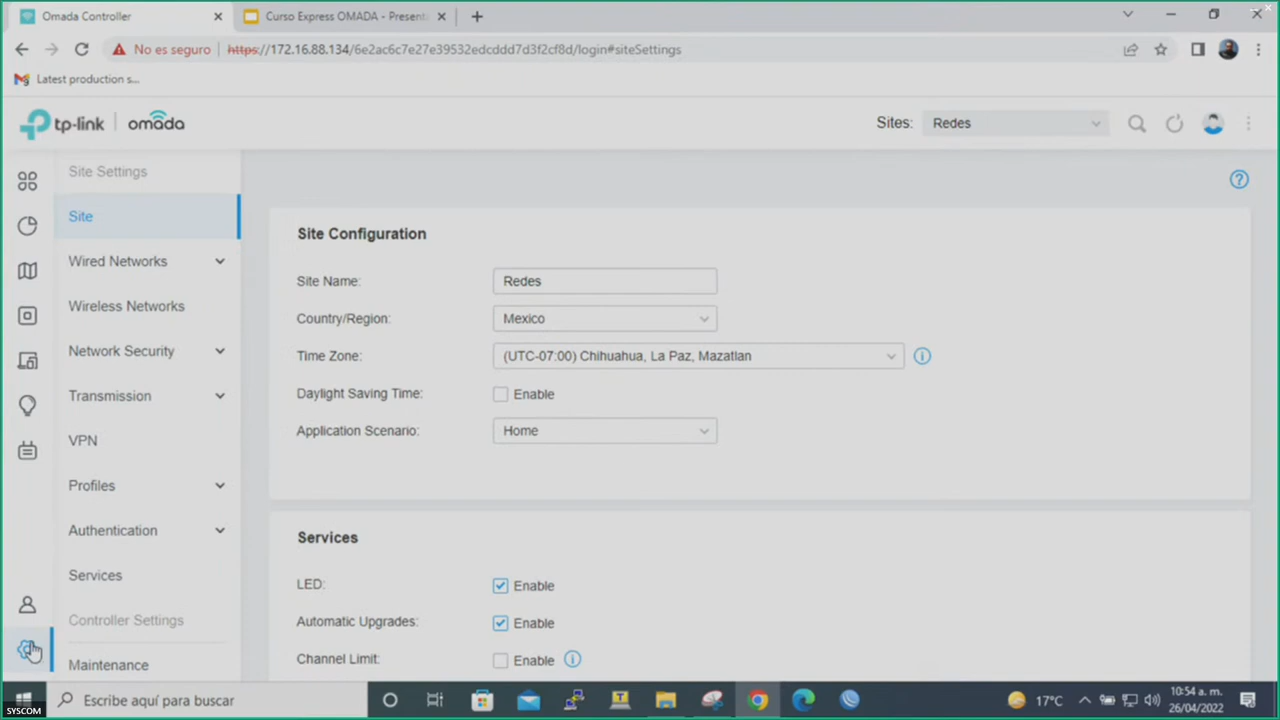 Omada Controller
Curso Express OMADA - Present
No es seguro
https://172.16.88.134/6e2ac6c7e27e39532edcddd7d3f2cf8d/login#siteSettings
Latest production s...
tp-link | omada
Sites: Redes
Site Settings
Site
Wired Networks
Wireless Networks
Network Security
Transmission
VPN
Profiles
Authentication
Services
Controller Settings
Maintenance
Site Configuration
Site Name: Redes
Country/Region: Mexico
Time Zone: (UTC-07:00) Chihuahua, La Paz, Mazatlan
Daylight Saving Time: Enable
Application Scenario: Home
Services
LED: Enable
Automatic Upgrades: Enable
Channel Limit: Enable
Escribe aquí para buscar
17°C
10:54 a. m.
26/04/2022
SYSCOM